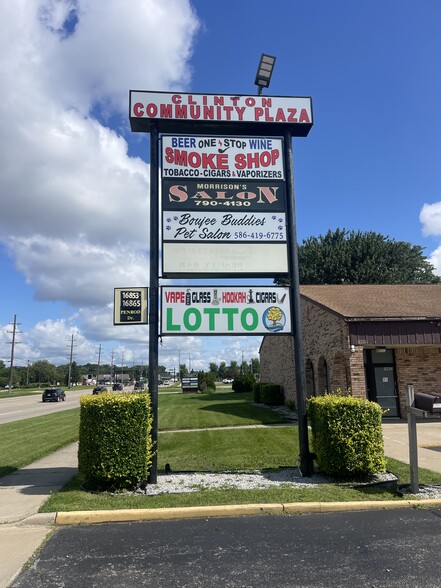 CLINTON
COMMUNITY PLAZA
BEER ONE STOP WINE
SMOKE SHOP
TOBACCO-CIGARS & VAPORIZERS
MORRISON'S
SALON
790-4130
Boujee Buddies
Pet Salon 586-419-6775
16853
16865
PENROD
Dr.
VAPE GLASS HOOKAH CIGARS
LOTTO